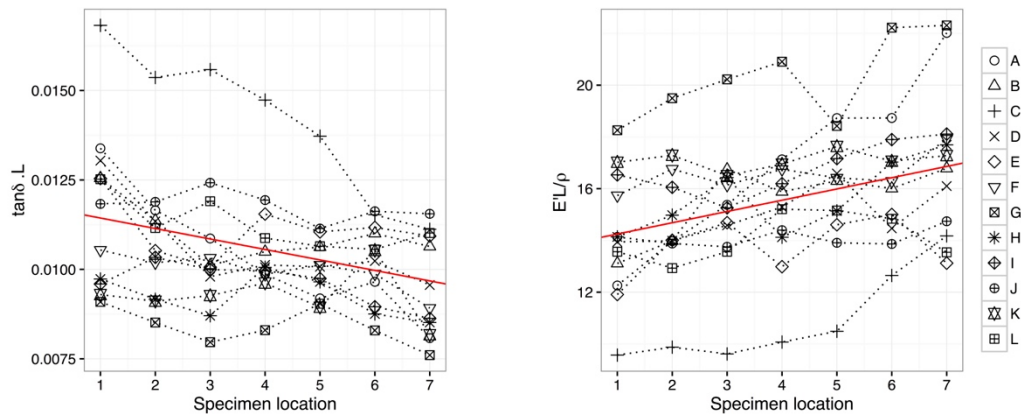 tanδ .L
0.0150
0.0125
0.0100
0.0075
1 2 3 4 5 6 7
Specimen location
E'L/ρ
20
16
12
1 2 3 4 5 6 7
Specimen location
A
B
C
D
E
F
G
H
I
J
K
L